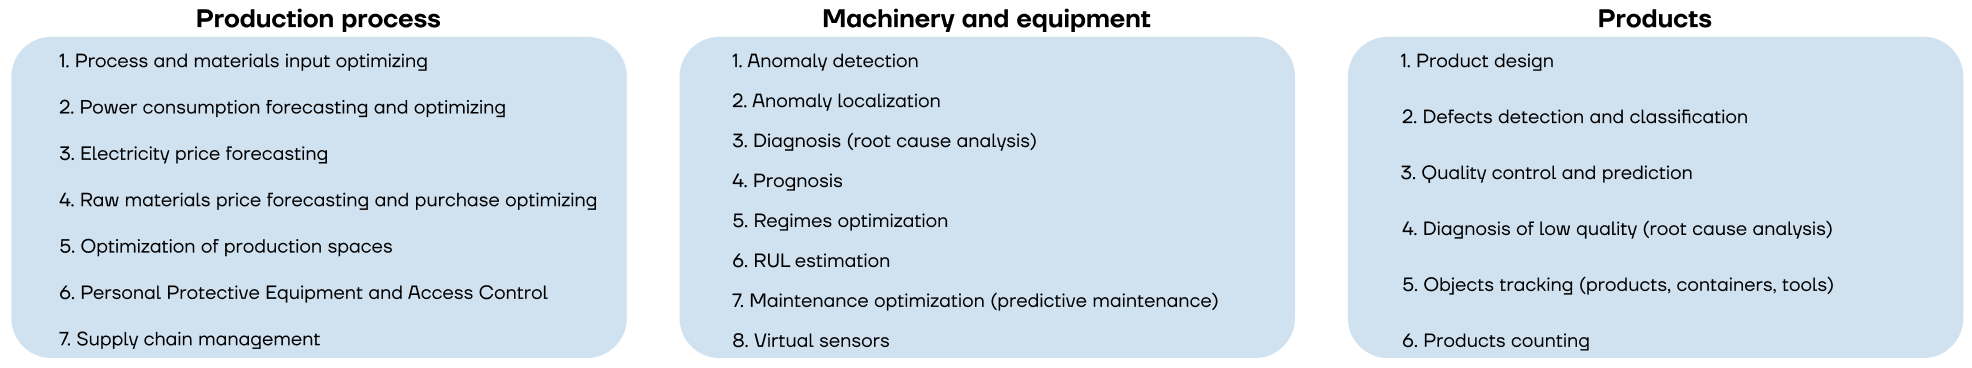 Production process
1. Process and materials input optimizing
2. Power consumption forecasting and optimizing
3. Electricity price forecasting
4. Raw materials price forecasting and purchase optimizing
5. Optimization of production spaces
6. Personal Protective Equipment and Access Control
7. Supply chain management
Machinery and equipment
1. Anomaly detection
2. Anomaly localization
3. Diagnosis (root cause analysis)
4. Prognosis
5. Regimes optimization
6. RUL estimation
7. Maintenance optimization (predictive maintenance)
8. Virtual sensors
Products
1. Product design
2. Defects detection and classification
3. Quality control and prediction
4. Diagnosis of low quality (root cause analysis)
5. Objects tracking (products, containers, tools)
6. Products counting